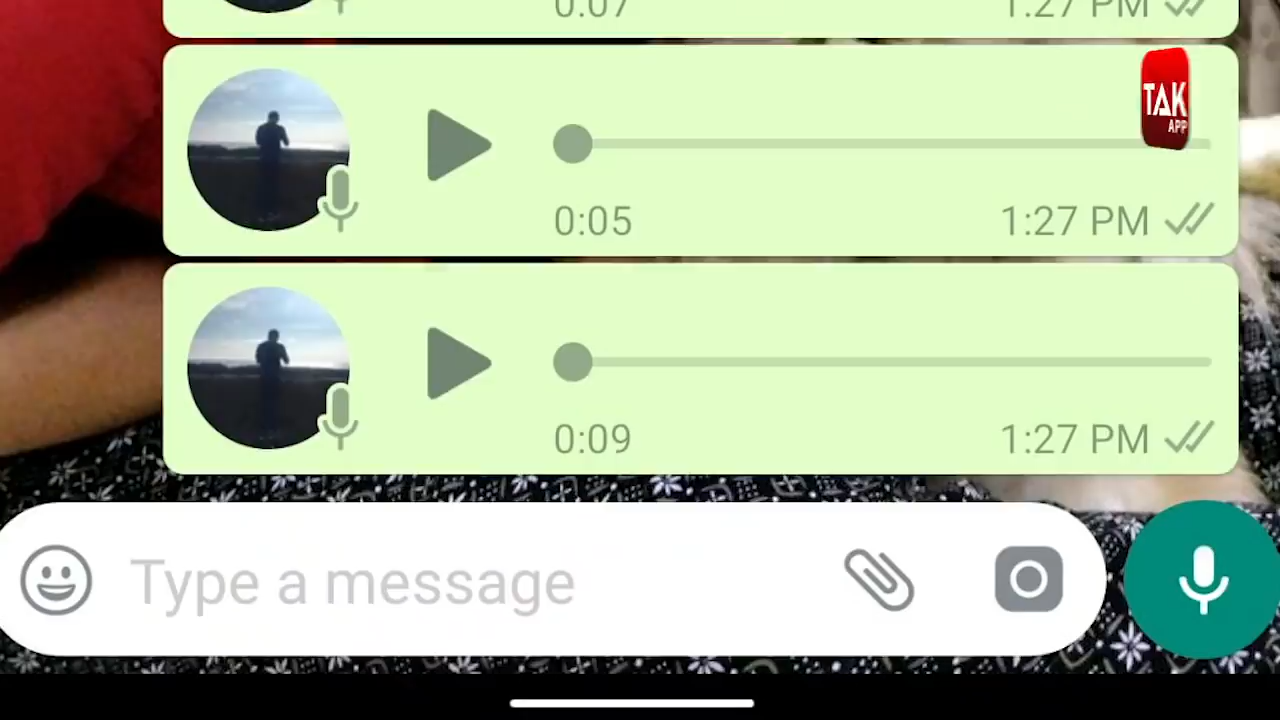 0:07 1:27 PM
TAK
APP
0:05 1:27 PM
0:09 1:27 PM
Type a message